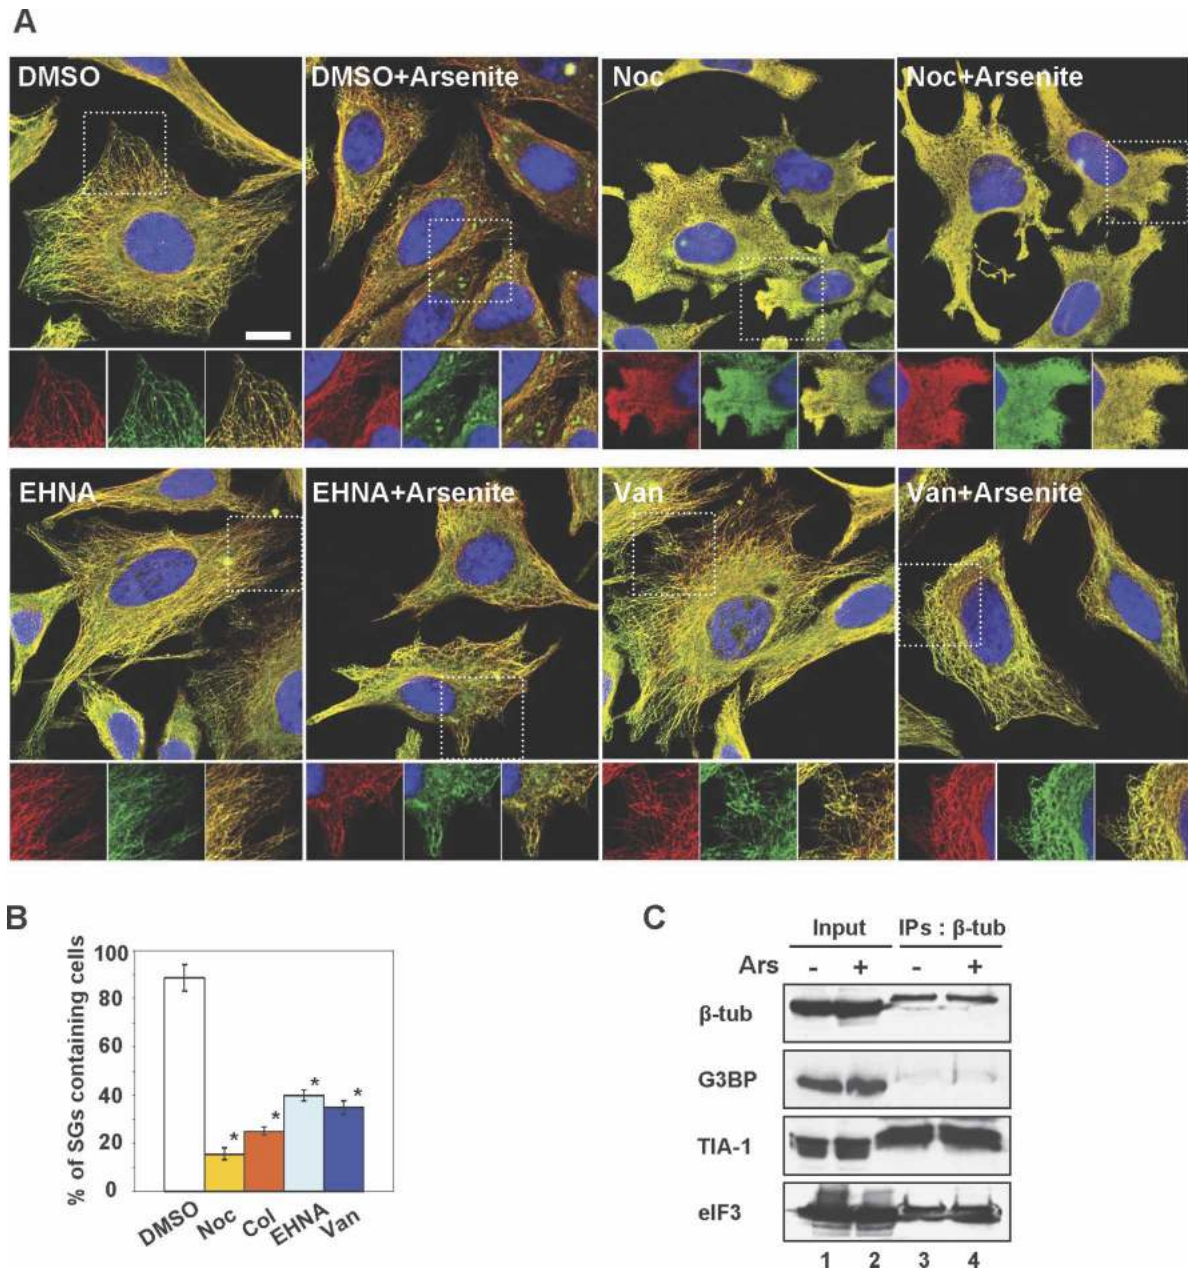 A
DMSO
DMSO+Arsenite
Noc
Noc+Arsenite
EHNA
EHNA+Arsenite
Van
Van+Arsenite
B
% of SGs containing cells
100
80
60
40
20
0
*
*
*
*
DMSO
Noc
Col
EHNA
Van
C
Input IPs : β-tub
Ars - + - +
β-tub
G3BP
TIA-1
eIF3
1 2 3 4